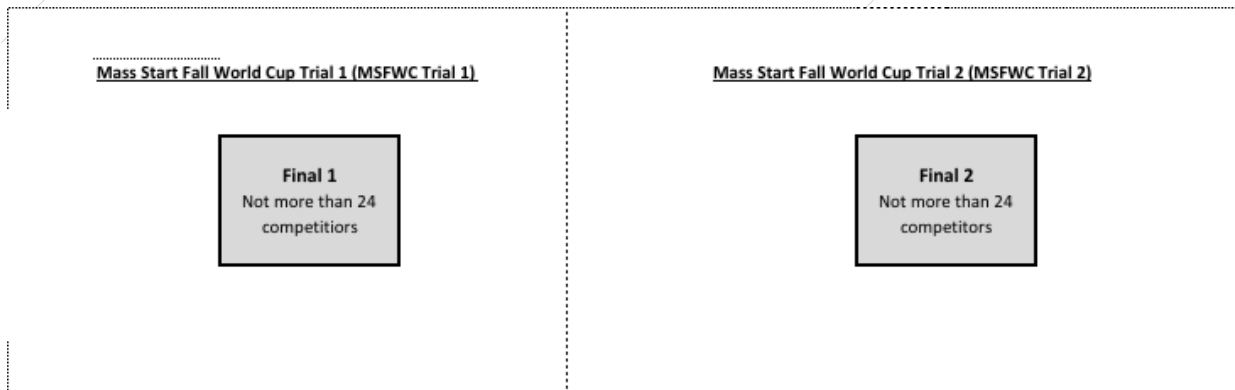 Mass Start Fall World Cup Trial 1 (MSFWC Trial 1)
Final 1
Not more than 24
competitiors
Mass Start Fall World Cup Trial 2 (MSFWC Trial 2)
Final 2
Not more than 24
competitors